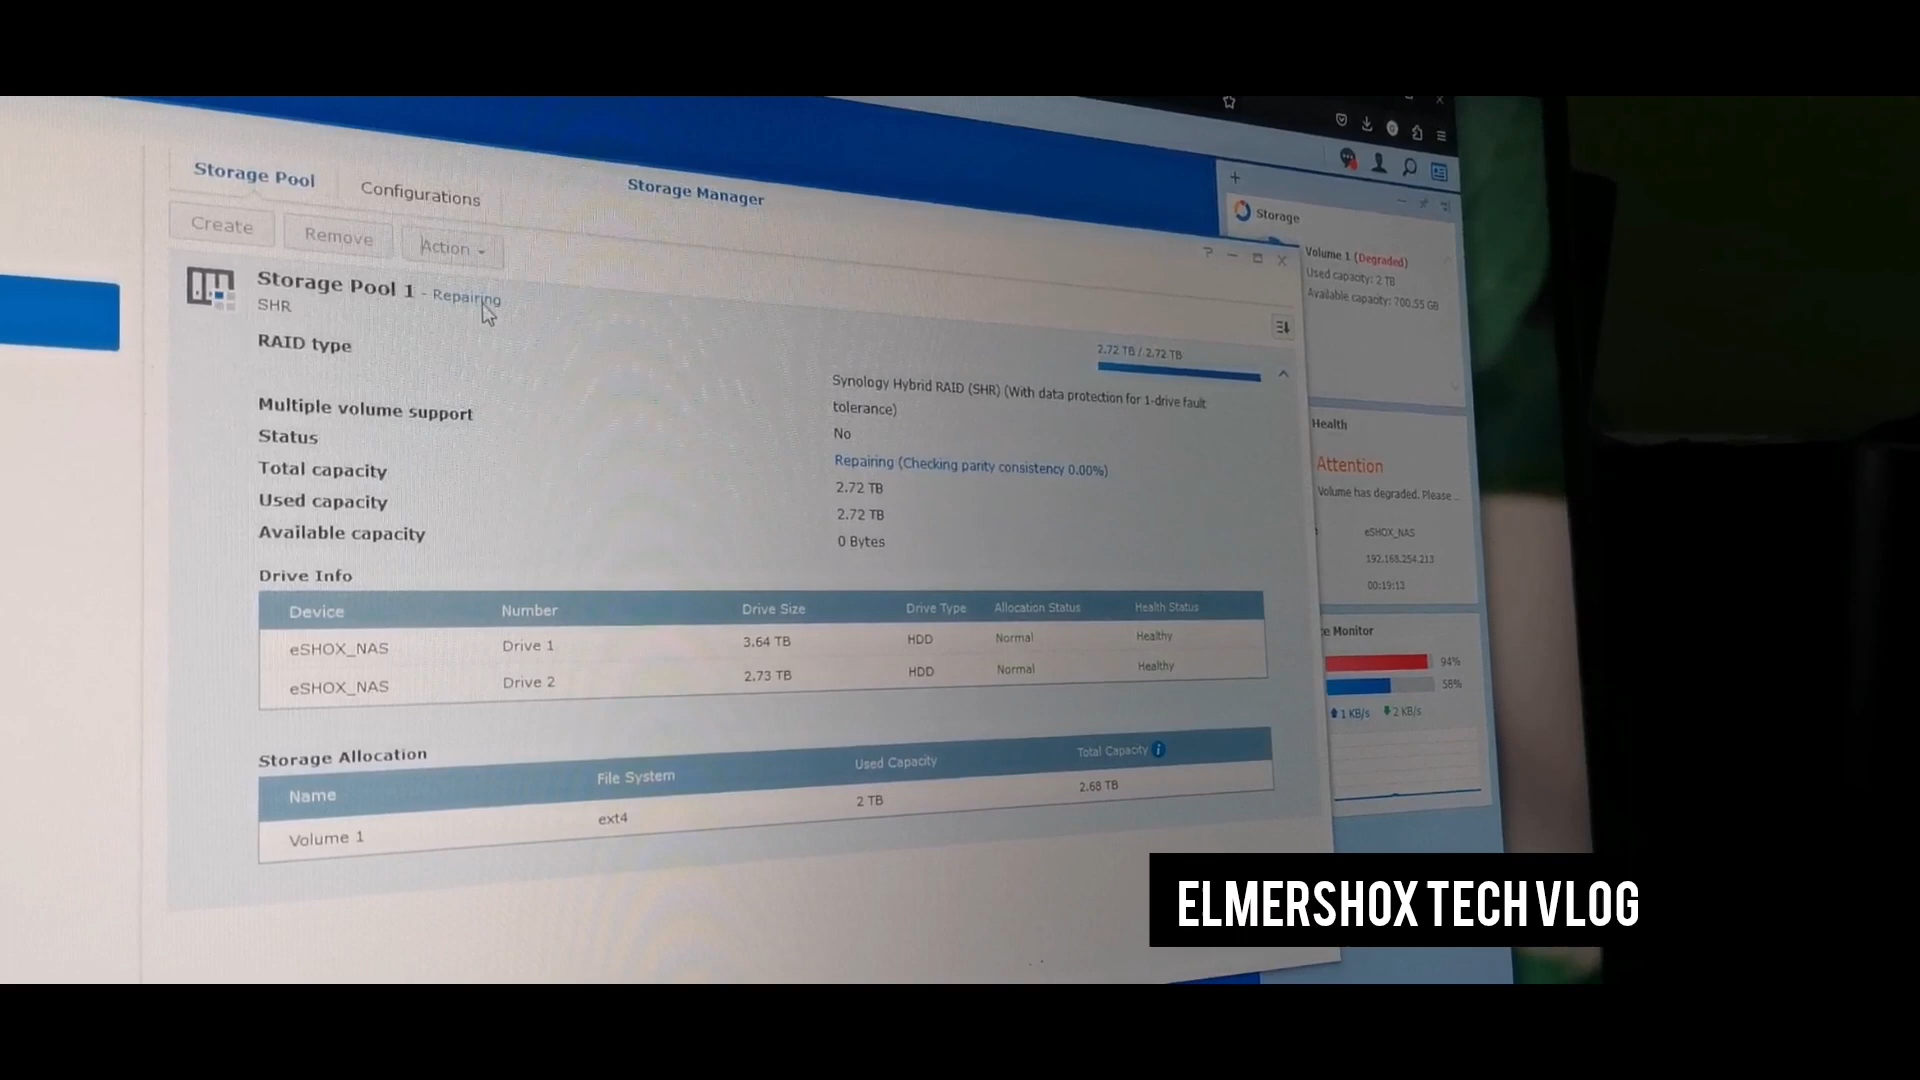 Storage Pool
Configurations
Storage Manager
Create
Remove
Action
Storage Pool 1 - Repairing
SHR
2.72 TB / 2.72 TB
RAID type
Synology Hybrid RAID (SHR) (With data protection for 1-drive fault
tolerance)
Multiple volume support
No
Status
Repairing (Checking parity consistency 0.00%)
Total capacity
2.72 TB
Used capacity
2.72 TB
Available capacity
0 Bytes
Drive Info
Device Number Drive Size Drive Type Allocation Status Health Status
eSHOX_NAS Drive 1 3.64 TB HDD Normal Healthy
eSHOX_NAS Drive 2 2.73 TB HDD Normal Healthy
Storage Allocation
Name File System Used Capacity Total Capacity
Volume 1 ext4 2 TB 2.68 TB
Storage
Volume 1 (Degraded)
Used capacity: 2 TB
Available capacity: 700.55 GB
Health
Attention
Volume has degraded. Please ...
eSHOX_NAS
192.168.254.213
00:19:13
Monitor
94%
58%
1 KB/s 2 KB/s
ELMERSHOX TECH VLOG